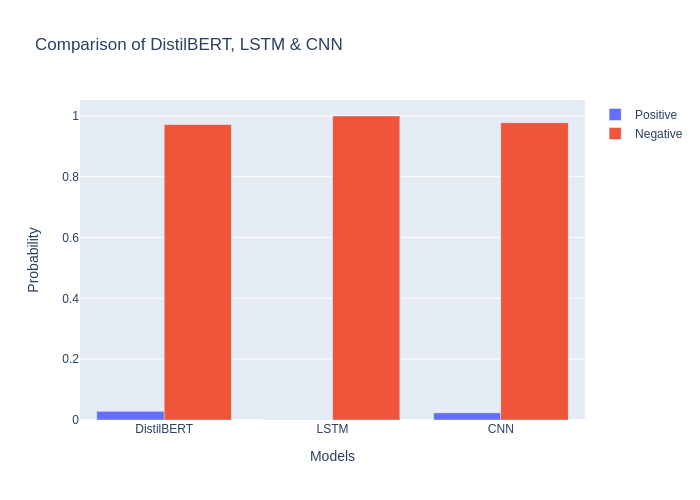 Comparison of DistilBERT, LSTM & CNN
Positive
Negative
Probability
1
0.8
0.6
0.4
0.2
0
DistilBERT
LSTM
CNN
Models